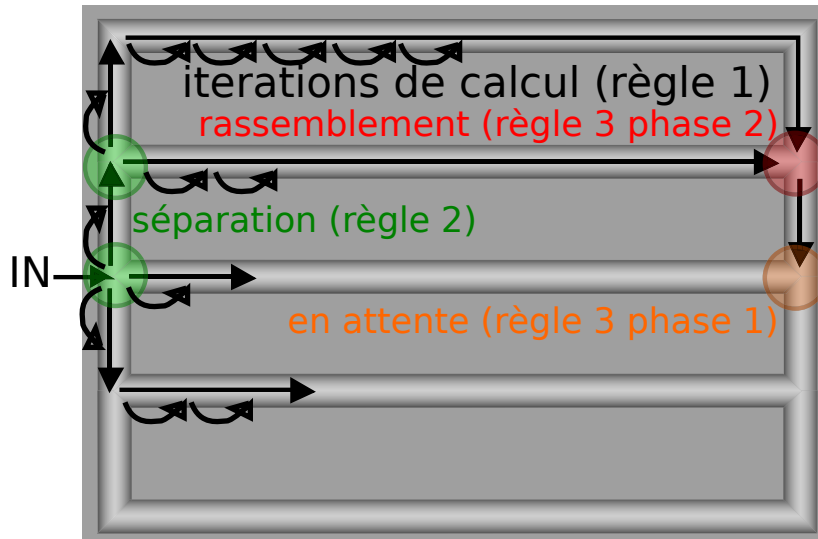 iterations de calcul (règle 1)
rassemblement (règle 3 phase 2)
séparation (règle 2)
IN
en attente (règle 3 phase 1)